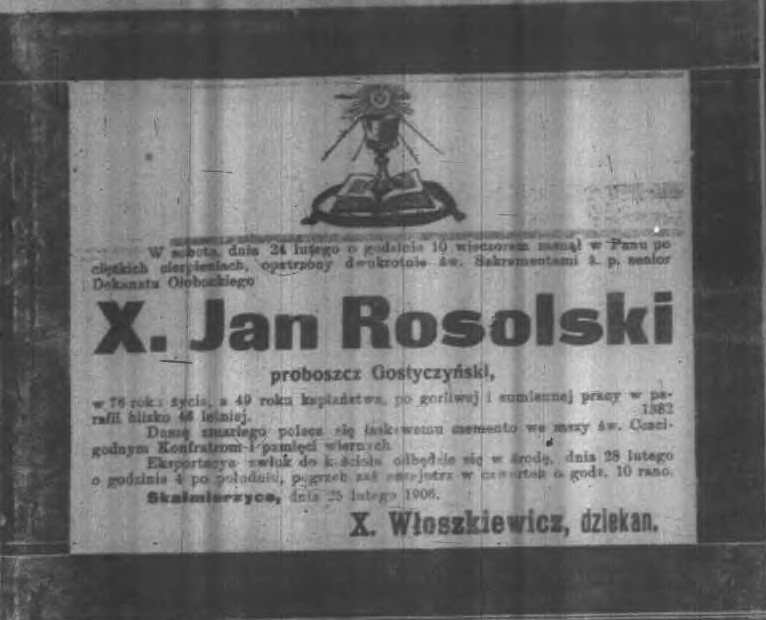 W sobotę, dnia 24 lutego o godzinie 10 wieczorem zasnął w Panu po
ciężkich cierpieniach, opatrzony dwukrotnie św. Sakramentami ś. p. senior
Dekanatu Ołobockiego
X. Jan Rosolski
proboszcz Gostyczyński,
w 76 roku życia, a 49 roku kapłaństwa, po gorliwej i sumiennej pracy w pa-
rafii blizko letniej. 1382
Duszę zmarłego poleca się łaskawemu memento we mszy św. Czci-
godnym Konfratrom i pamięci wiernych
Eksportacya zwłok do kościoła odbędzie się w środę, dnia 28 lutego
o godzinie 4 po południu, pogrzeb zaś nazajutrz w czwartek o godz. 10 rano.
Skalmierzyce, dnia 25 lutego 1906.
X. Włoszkiewicz, dziekan.